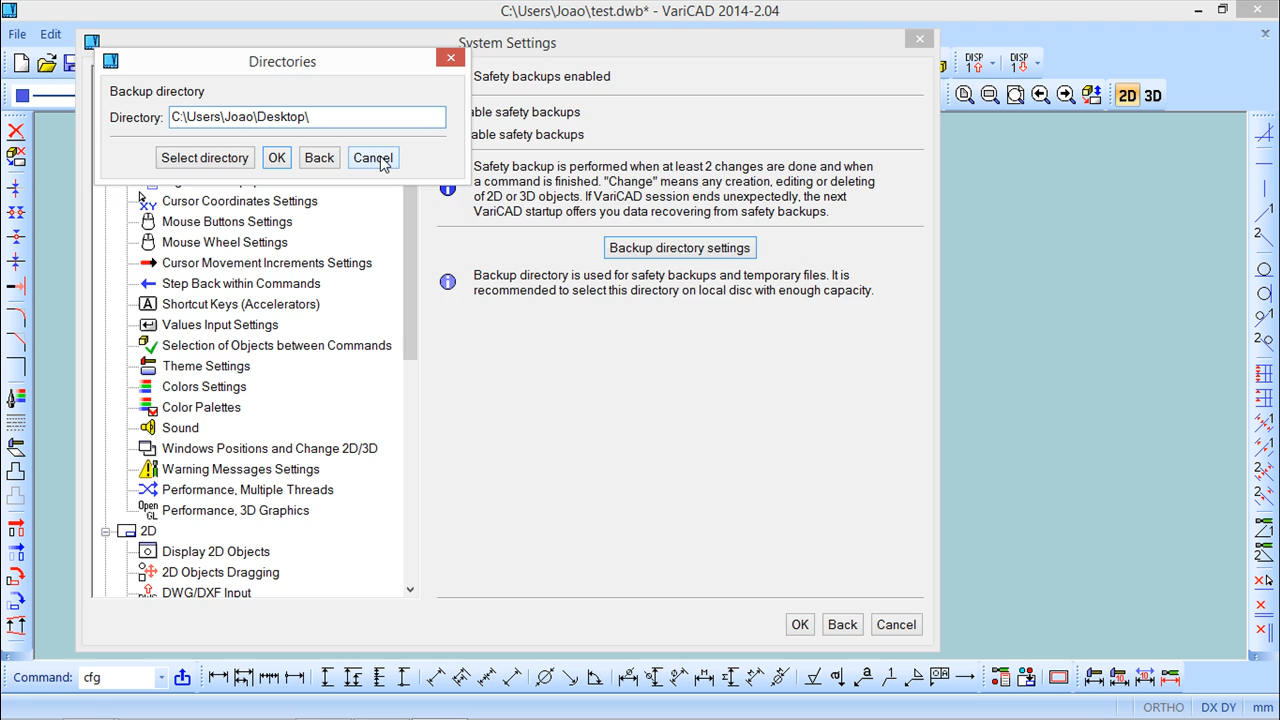 C:\Users\Joao\test.dwb* - VariCAD 2014-2.04
File Edit
System Settings
Directories
Backup directory
Directory: C:\Users\Joao\Desktop\
Select directory OK Back Cancel
Safety backups enabled
able safety backups
able safety backups
Safety backup is performed when at least 2 changes are done and when
a command is finished. "Change" means any creation, editing or deleting
of 2D or 3D objects. If VariCAD session ends unexpectedly, the next
VariCAD startup offers you data recovering from safety backups.
Backup directory settings
Backup directory is used for safety backups and temporary files. It is
recommended to select this directory on local disc with enough capacity.
Cursor Coordinates Settings
Mouse Buttons Settings
Mouse Wheel Settings
Cursor Movement Increments Settings
Step Back within Commands
Shortcut Keys (Accelerators)
Values Input Settings
Selection of Objects between Commands
Theme Settings
Colors Settings
Color Palettes
Sound
Windows Positions and Change 2D/3D
Warning Messages Settings
Performance, Multiple Threads
Performance, 3D Graphics
2D
Display 2D Objects
2D Objects Dragging
DWG/DXF Input
OK Back Cancel
DISP DISP
2D 3D
Command: cfg
ORTHO DX DY mm